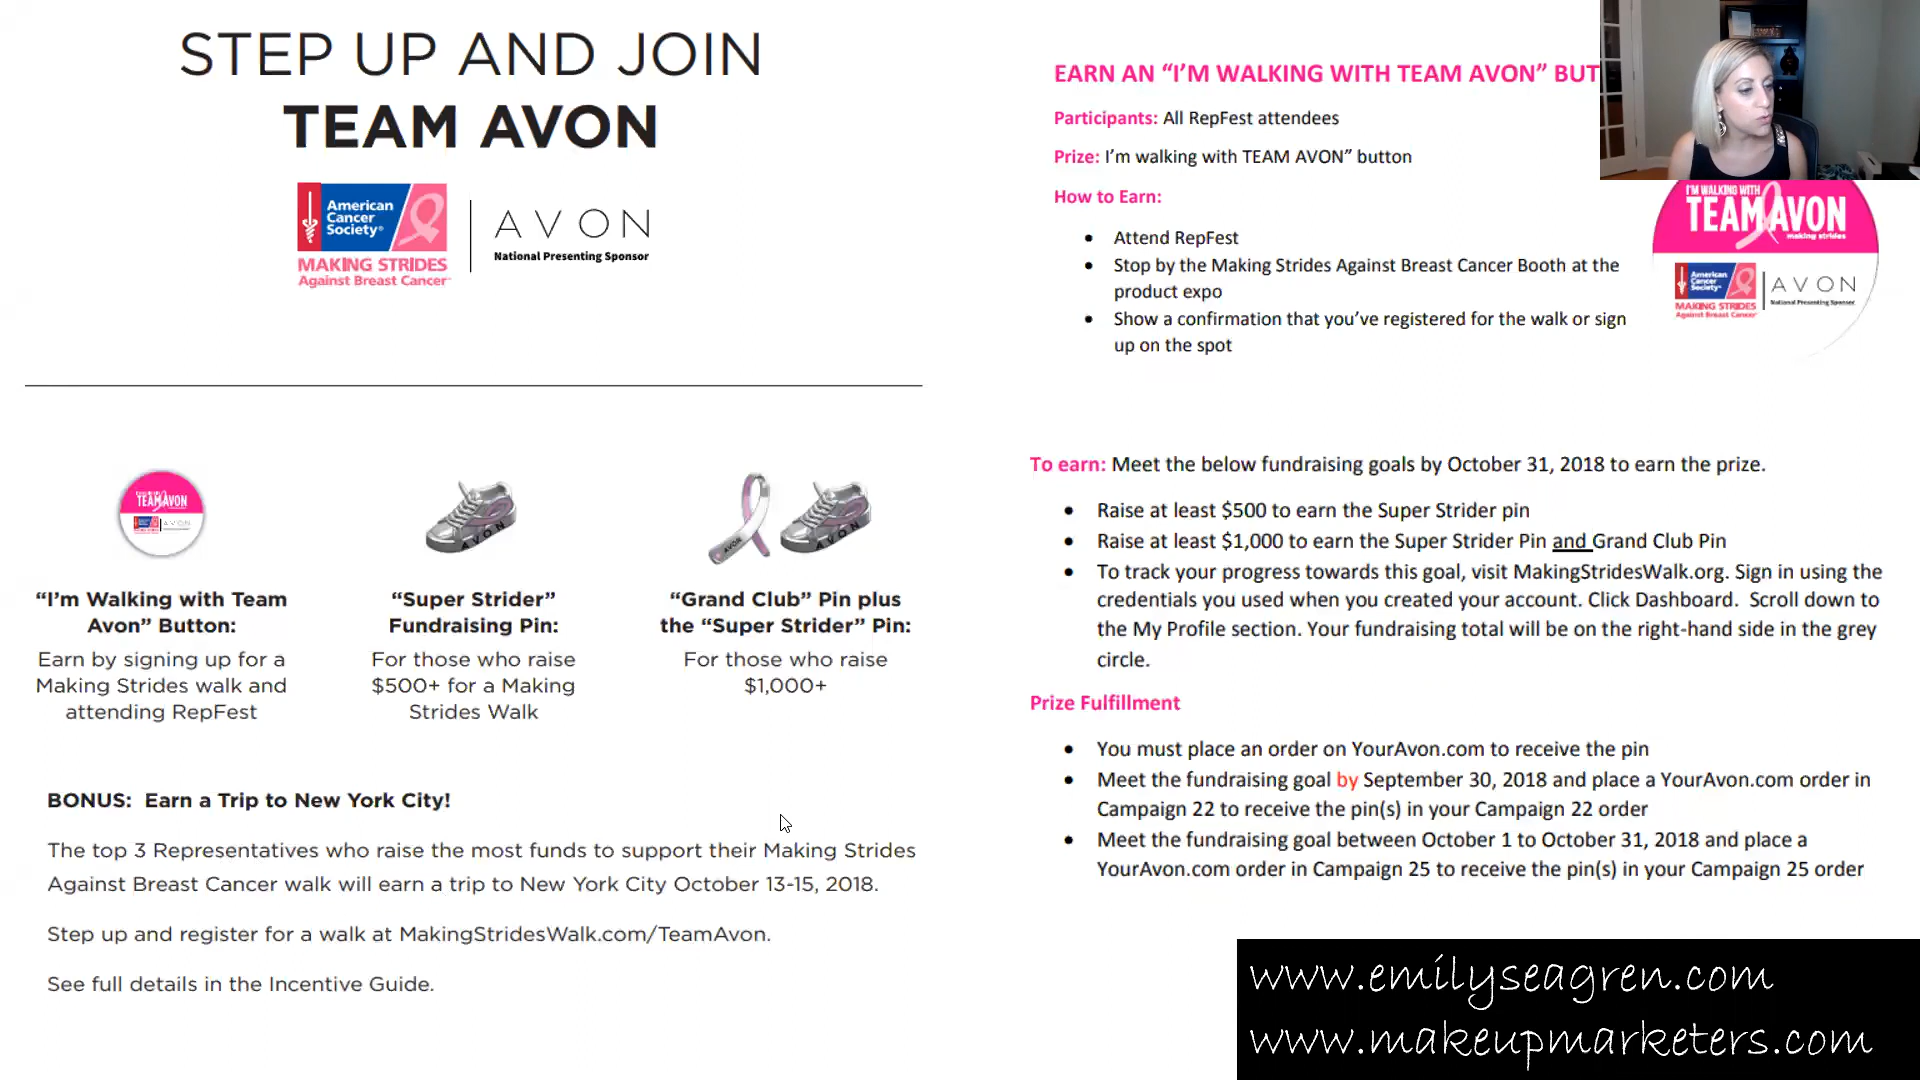 STEP UP AND JOIN
TEAM AVON
American
Cancer
Society®
MAKING STRIDES
Against Breast Cancer
AVON
National Presenting Sponsor
"I'm Walking with Team
Avon" Button:
Earn by signing up for a
Making Strides walk and
attending RepFest
AVON
"Super Strider"
Fundraising Pin:
For those who raise
$500+ for a Making
Strides Walk
AVON
AVON
"Grand Club" Pin plus
the "Super Strider" Pin:
For those who raise
$1,000+
BONUS:  Earn a Trip to New York City!
The top 3 Representatives who raise the most funds to support their Making Strides
Against Breast Cancer walk will earn a trip to New York City October 13-15, 2018.
Step up and register for a walk at MakingStridesWalk.com/TeamAvon.
See full details in the Incentive Guide.
EARN AN “I’M WALKING WITH TEAM AVON” BUT
Participants: All RepFest attendees
Prize: I’m walking with TEAM AVON” button
How to Earn:
• Attend RepFest
• Stop by the Making Strides Against Breast Cancer Booth at the
product expo
• Show a confirmation that you’ve registered for the walk or sign
up on the spot
I'M WALKING WITH
TEAM AVON
making strides
American
Cancer
Society
MAKING STRIDES
Against Breast Cancer
AVON
National Presenting Sponsor
To earn: Meet the below fundraising goals by October 31, 2018 to earn the prize.
• Raise at least $500 to earn the Super Strider pin
• Raise at least $1,000 to earn the Super Strider Pin and Grand Club Pin
• To track your progress towards this goal, visit MakingStridesWalk.org. Sign in using the
credentials you used when you created your account. Click Dashboard.  Scroll down to
the My Profile section. Your fundraising total will be on the right-hand side in the grey
circle.
Prize Fulfillment
• You must place an order on YourAvon.com to receive the pin
• Meet the fundraising goal by September 30, 2018 and place a YourAvon.com order in
Campaign 22 to receive the pin(s) in your Campaign 22 order
• Meet the fundraising goal between October 1 to October 31, 2018 and place a
YourAvon.com order in Campaign 25 to receive the pin(s) in your Campaign 25 order
www.emilyseagren.com
www.makeupmarketers.com